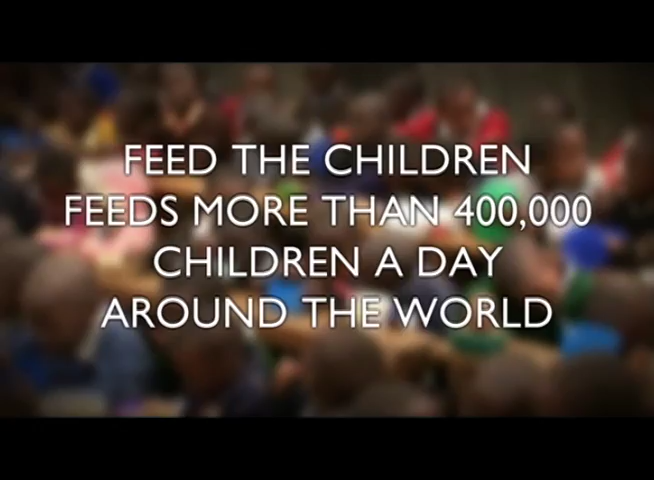 FEED THE CHILDREN
FEEDS MORE THAN 400,000
CHILDREN A DAY
AROUND THE WORLD